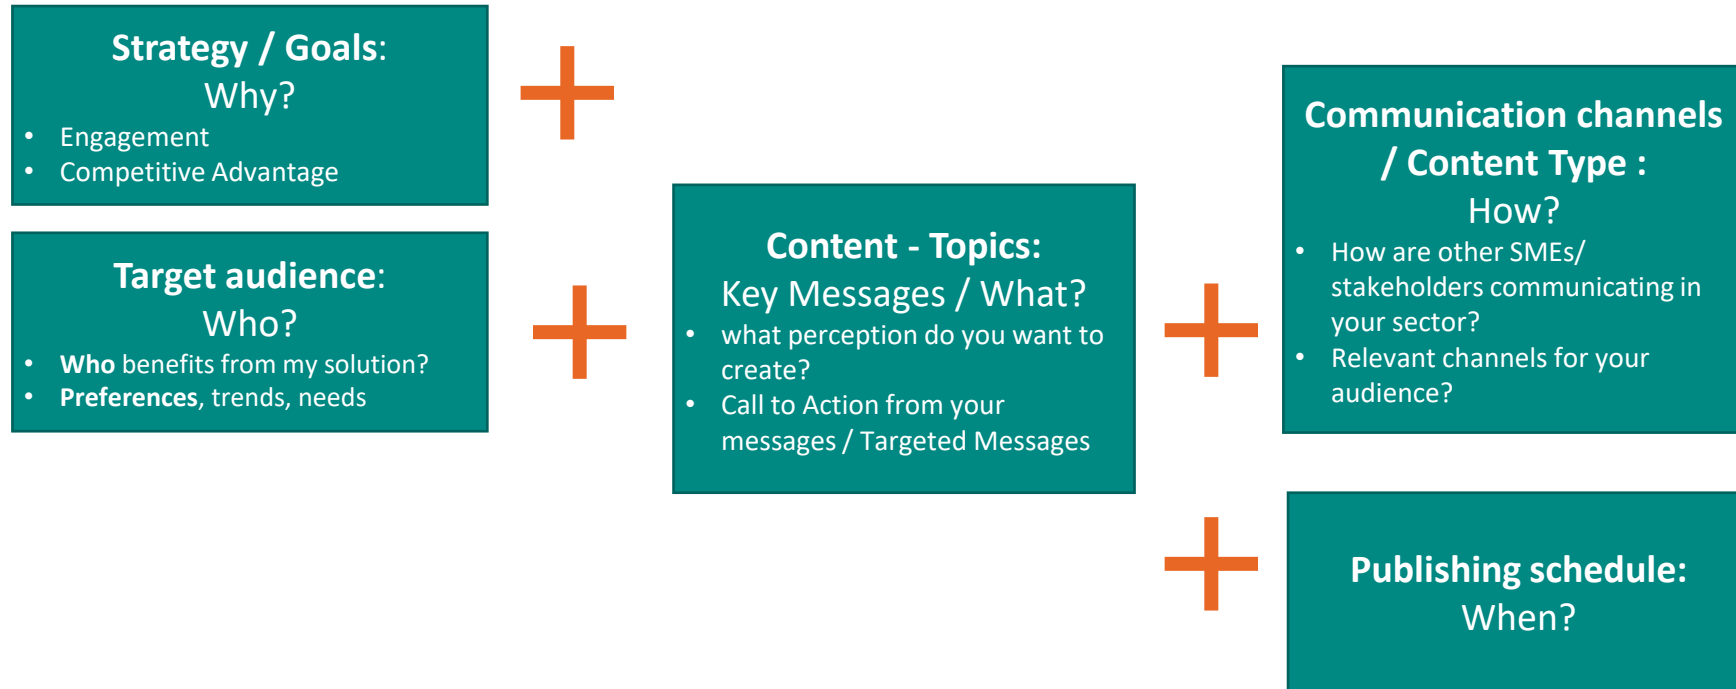 Strategy / Goals:
Why?
• Engagement
• Competitive Advantage
Target audience:
Who?
• Who benefits from my solution?
• Preferences, trends, needs
Content - Topics:
Key Messages / What?
• what perception do you want to
create?
• Call to Action from your
messages / Targeted Messages
Communication channels
/ Content Type :
How?
• How are other SMEs/
stakeholders communicating in
your sector?
• Relevant channels for your
audience?
Publishing schedule:
When?